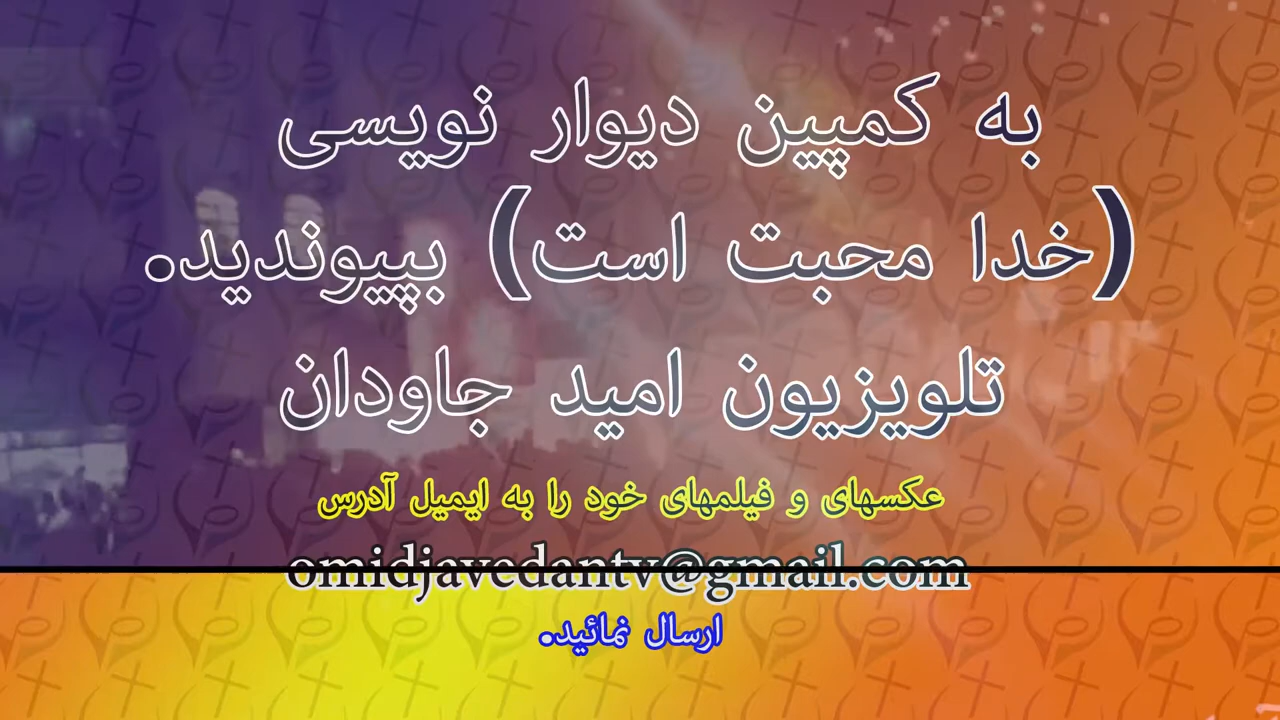 به کمپین دیوار نویسی
(خدا محبت است) بپیوندید.
تلویزیون امید جاودان
عکسهای و فیلمهای خود را به ایمیل آدرس
omidjavedantv@gmail.com
ارسال نمائید.